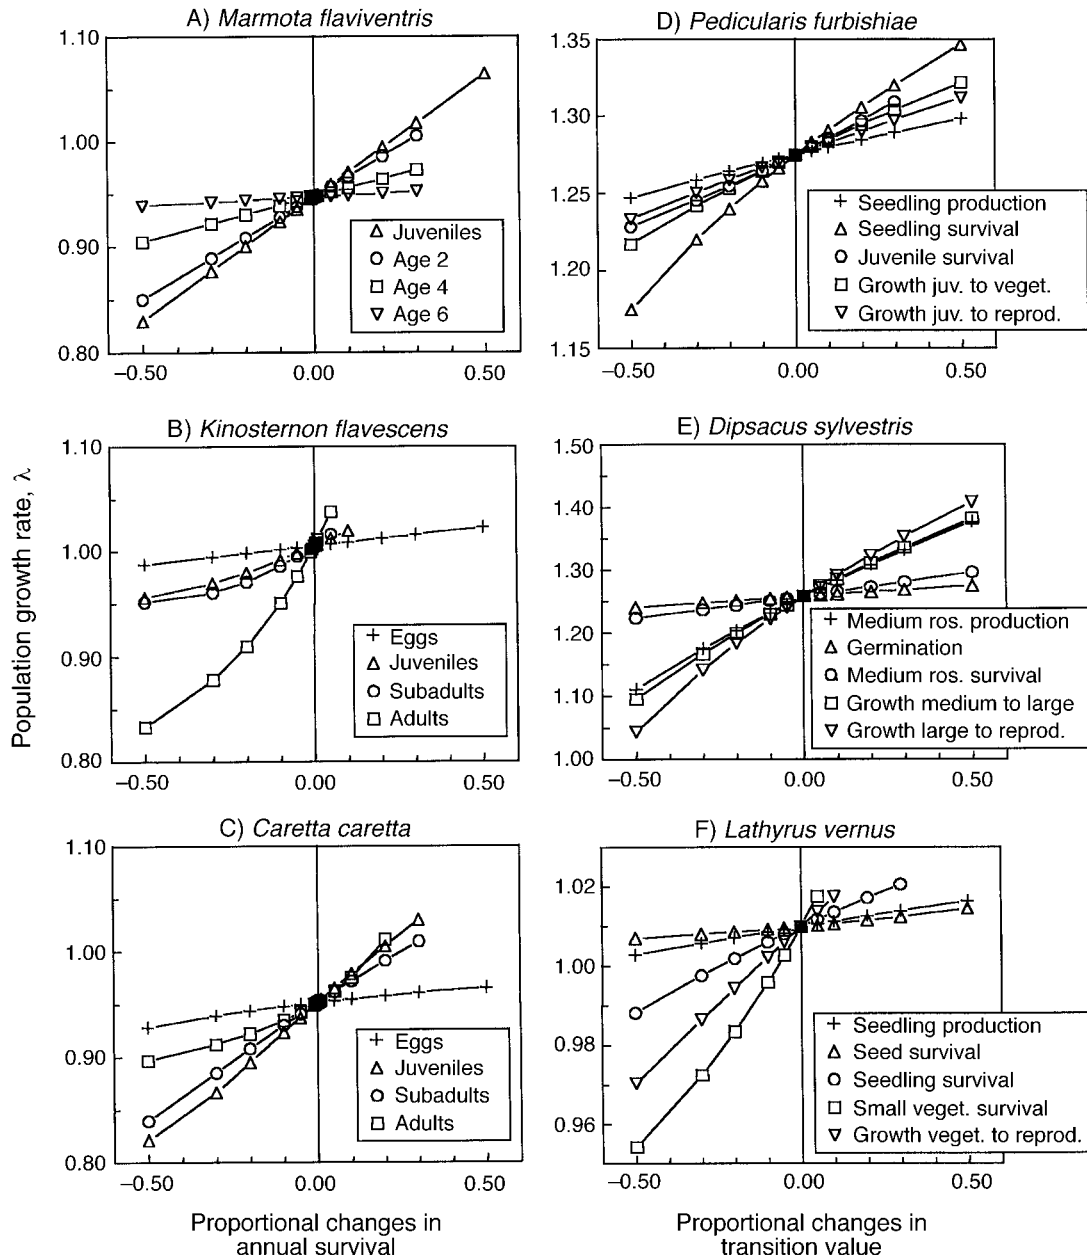 A) Marmota flaviventris
1.10
1.00
0.90
0.80
−0.50
0.00
0.50
Juveniles
Age 2
Age 4
Age 6
D) Pedicularis furbishiae
1.35
1.30
1.25
1.20
1.15
−0.50
0.00
0.50
Seedling production
Seedling survival
Juvenile survival
Growth juv. to veget.
Growth juv. to reprod.
Population growth rate, λ
B) Kinosternon flavescens
1.10
1.00
0.90
0.80
−0.50
0.00
0.50
Eggs
Juveniles
Subadults
Adults
E) Dipsacus sylvestris
1.50
1.40
1.30
1.20
1.10
1.00
−0.50
0.00
0.50
Medium ros. production
Germination
Medium ros. survival
Growth medium to large
Growth large to reprod.
C) Caretta caretta
1.10
1.00
0.90
0.80
−0.50
0.00
0.50
Eggs
Juveniles
Subadults
Adults
Proportional changes in
annual survival
F) Lathyrus vernus
1.02
1.00
0.98
0.96
−0.50
0.00
0.50
Seedling production
Seed survival
Seedling survival
Small veget. survival
Growth veget. to reprod.
Proportional changes in
transition value